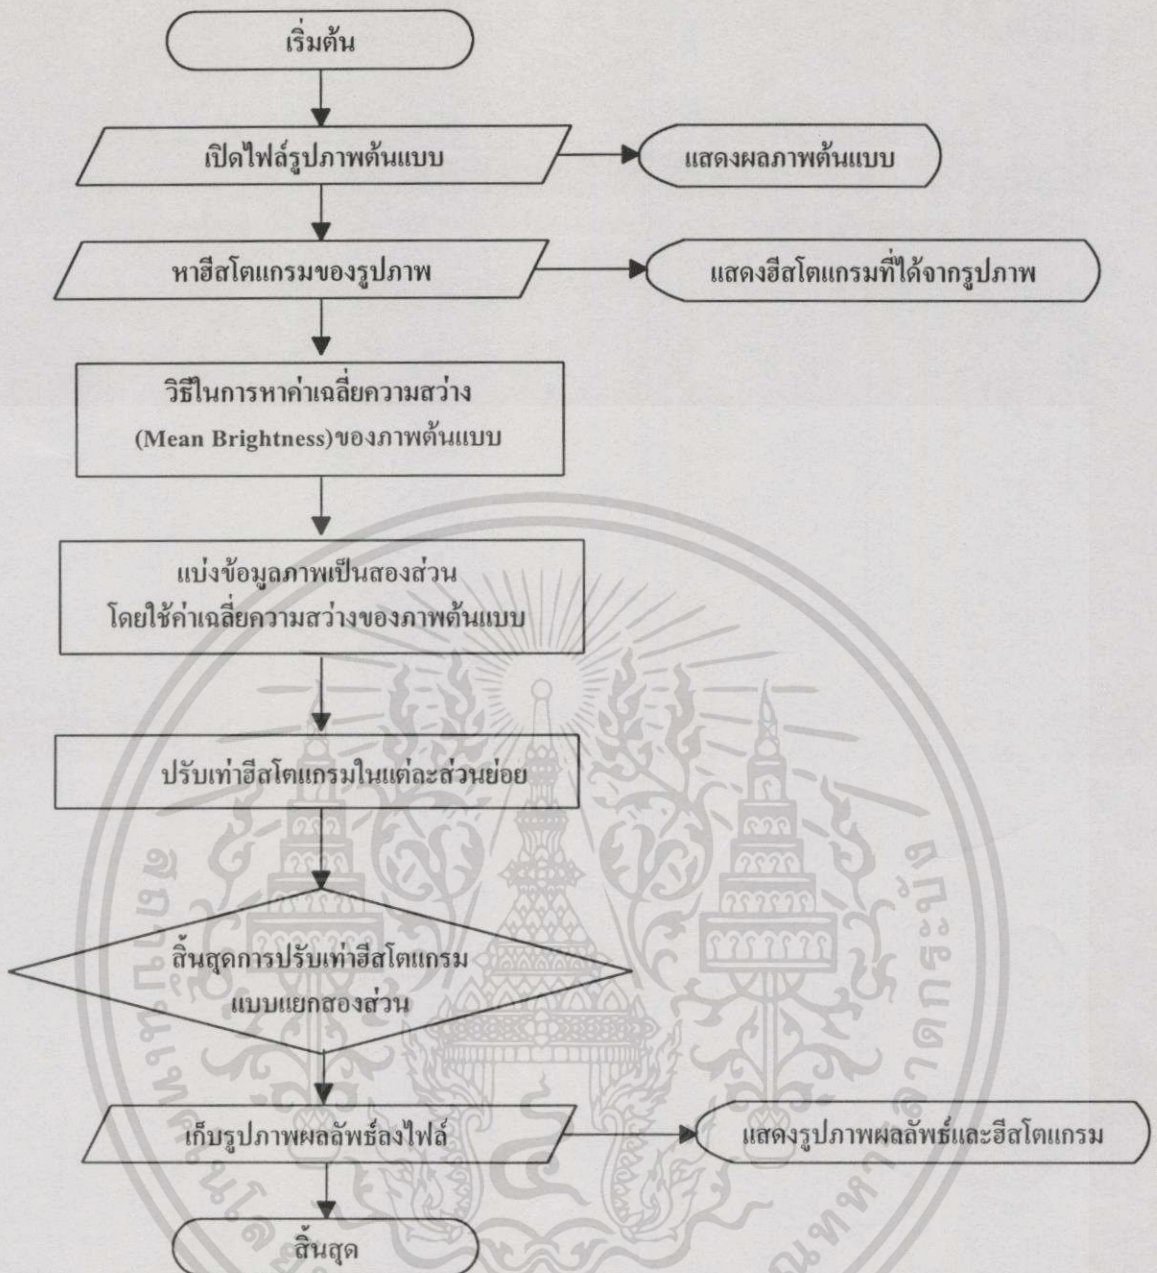 เริ่มต้น
เปิดไฟล์รูปภาพต้นแบบ
แสดงผลภาพต้นแบบ
หาฮีสโตแกรมของรูปภาพ
แสดงฮีสโตแกรมที่ได้จากรูปภาพ
วิธีในการหาค่าเฉลี่ยความสว่าง
(Mean Brightness)ของภาพต้นแบบ
แบ่งข้อมูลภาพเป็นสองส่วน
โดยใช้ค่าเฉลี่ยความสว่างของภาพต้นแบบ
ปรับเท่าฮีสโตแกรมในแต่ละส่วนย่อย
สิ้นสุดการปรับเท่าฮีสโตแกรม
แบบแยกสองส่วน
เก็บรูปภาพผลลัพธ์ลงไฟล์
แสดงรูปภาพผลลัพธ์และฮีสโตแกรม
สิ้นสุด